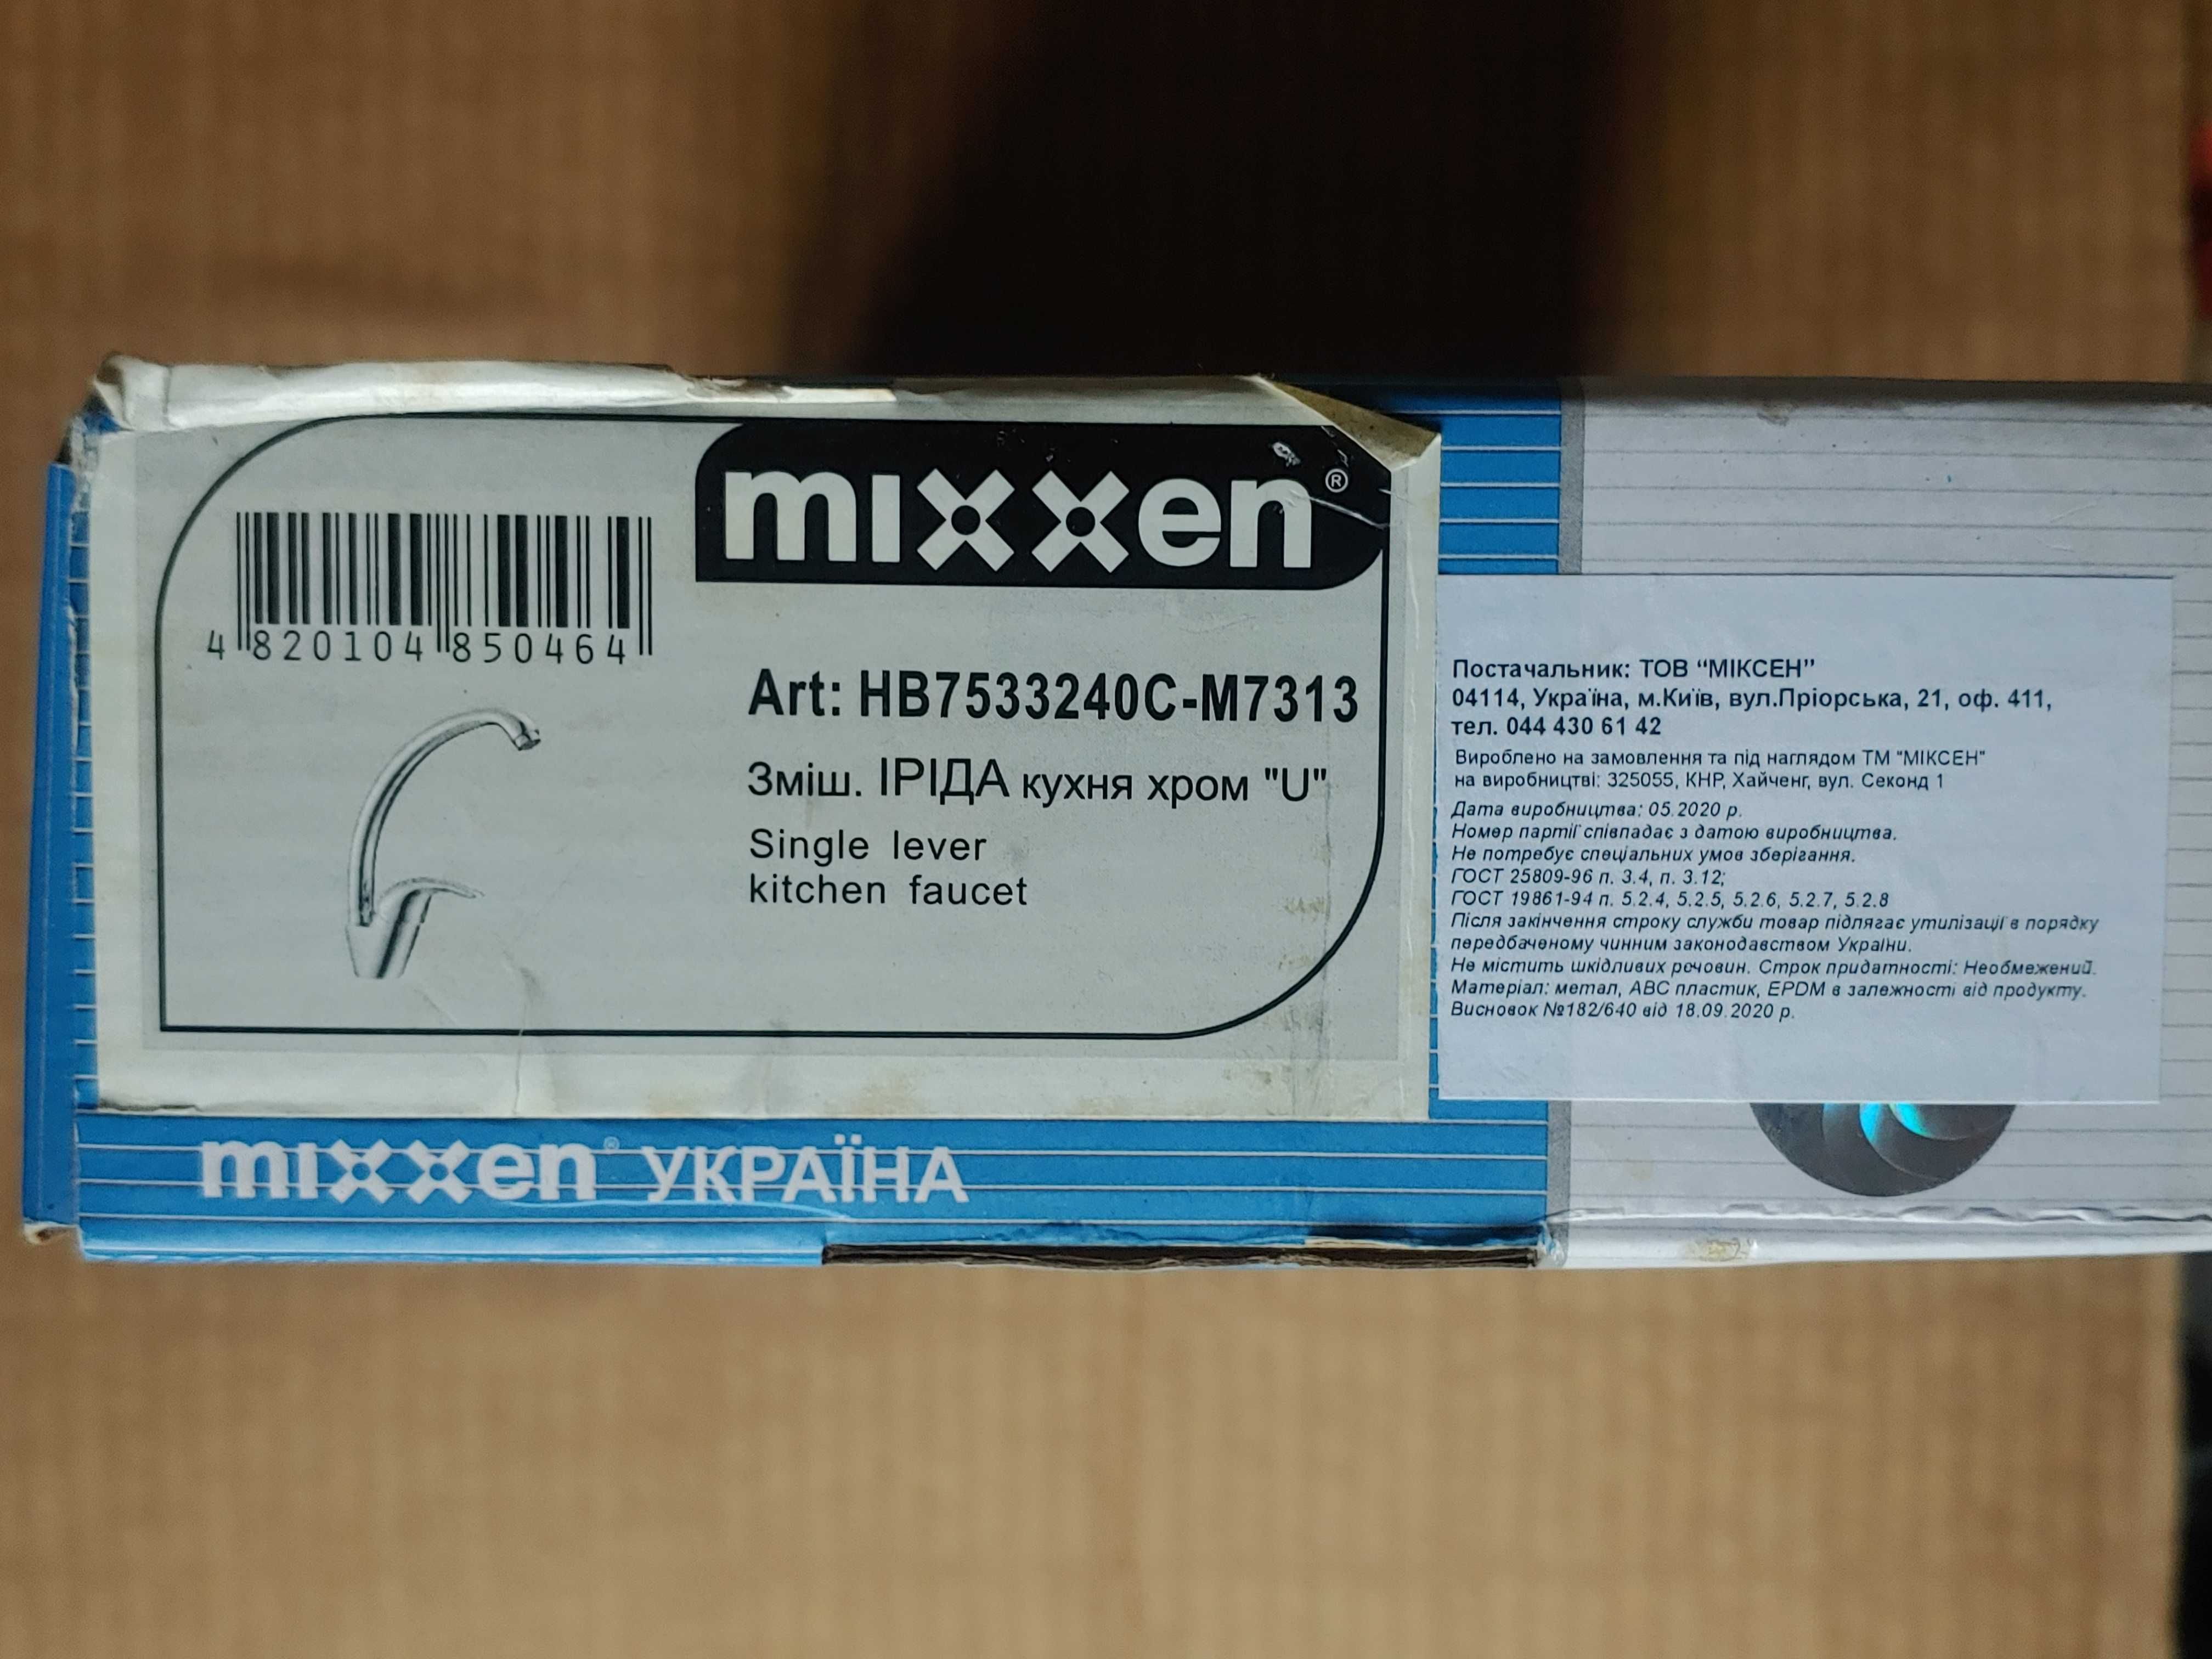 mixxen®
4 820104 850464
Art: HB7533240C-M7313
Зміш. ІРІДА кухня хром "U"
Single lever
kitchen faucet
mixxen® УКРАЇНА
Постачальник: ТОВ “МІКСЕН”
04114, Україна, м.Київ, вул.Пріорська, 21, оф. 411,
тел. 044 430 61 42
Вироблено на замовлення та під наглядом ТМ "МІКСЕН"
на виробництві: 325055, КНР, Хайченг, вул. Секонд 1
Дата виробництва: 05.2020 р.
Номер партії співпадає з датою виробництва.
Не потребує спеціальних умов зберігання.
ГОСТ 25809-96 п. 3.4, п. 3.12;
ГОСТ 19861-94 п. 5.2.4, 5.2.5, 5.2.6, 5.2.7, 5.2.8
Після закінчення строку служби товар підлягає утилізації в порядку
передбаченому чинним законодавством України.
Не містить шкідливих речовин. Строк придатності: Необмежений.
Матеріал: метал, АВС пластик, EPDM в залежності від продукту.
Висновок №182/640 від 18.09.2020 р.